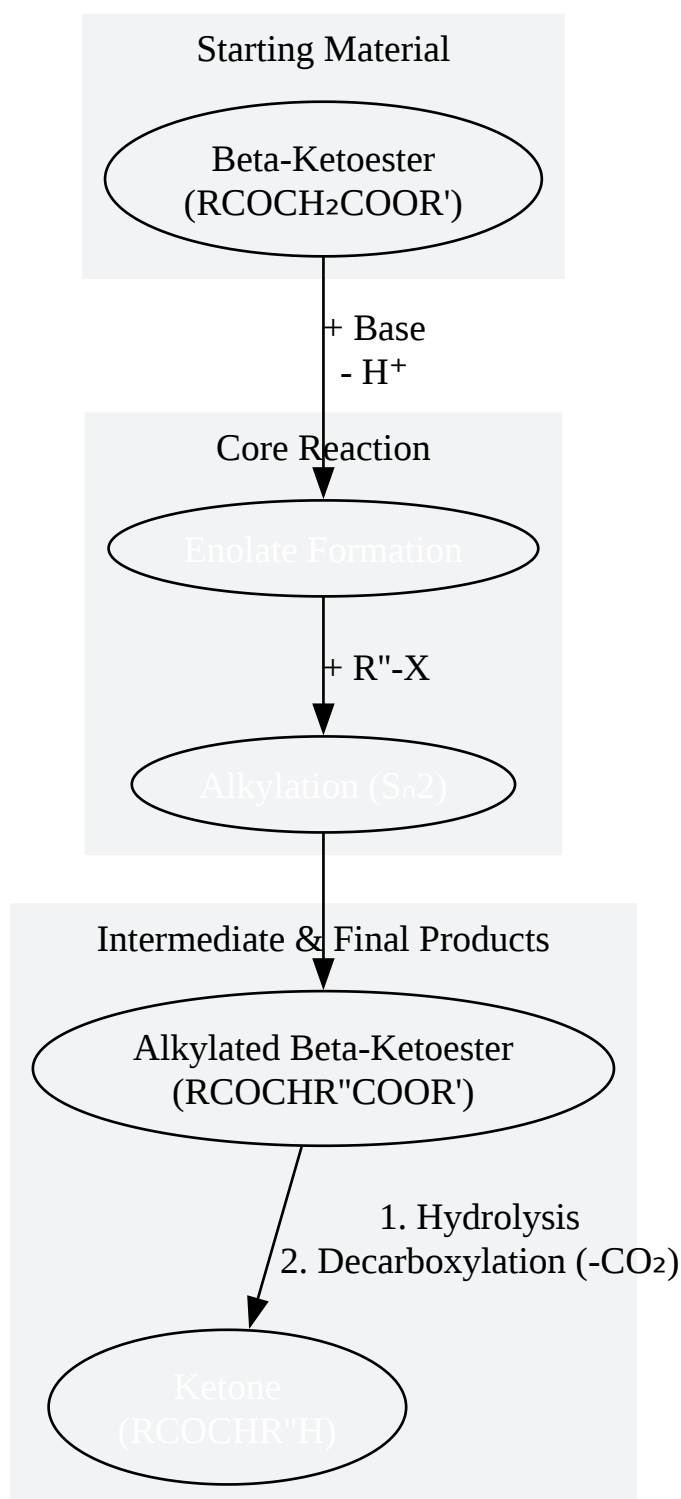 Starting Material
Beta-Ketoester
(RCOCH₂COOR')
+ Base
- H⁺
Core Reaction
Enolate Formation
+ R"-X
Alkylation (Sₙ2)
Intermediate & Final Products
Alkylated Beta-Ketoester
(RCOCHR"COOR')
1. Hydrolysis
2. Decarboxylation (-CO₂)
Ketone
(RCOCHR"H)